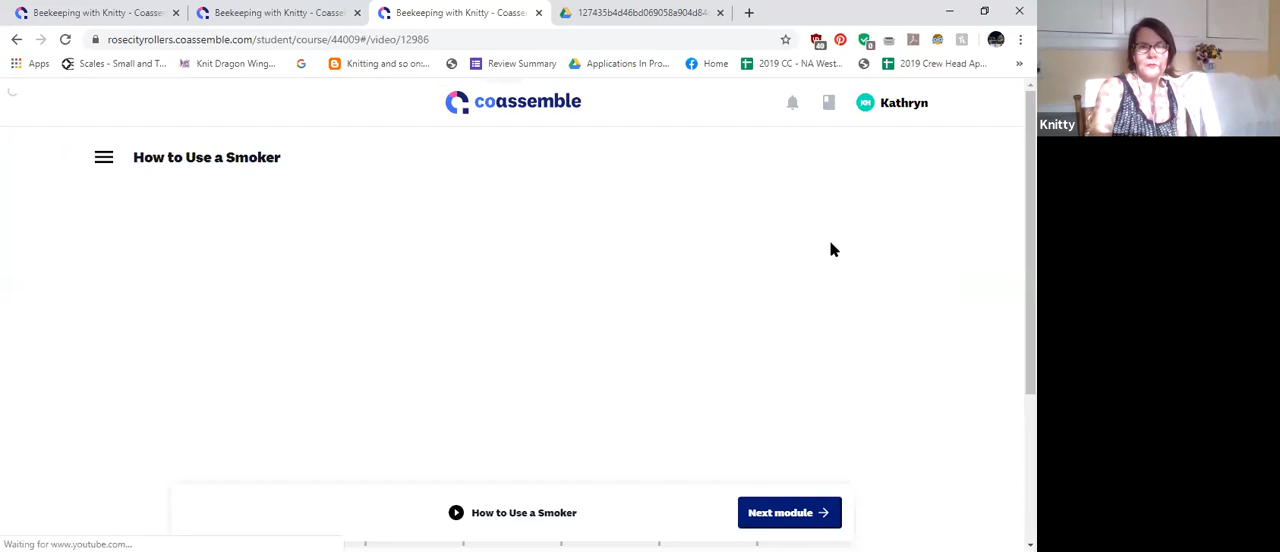 Beekeeping with Knitty - Coasse
Beekeeping with Knitty - Coasse
Beekeeping with Knitty - Coasse
127435b4d46bd069058a904d84
rosecityrollers.coassemble.com/student/course/44009#/video/12986
40
0
Apps
Scales - Small and T...
Knit Dragon Wing...
Knitting and so on:...
Review Summary
Applications In Pro...
Home
2019 CC - NA West...
2019 Crew Head Ap...
»
coassemble
KH
Kathryn
How to Use a Smoker
Knitty
How to Use a Smoker
Next module
Waiting for www.youtube.com...